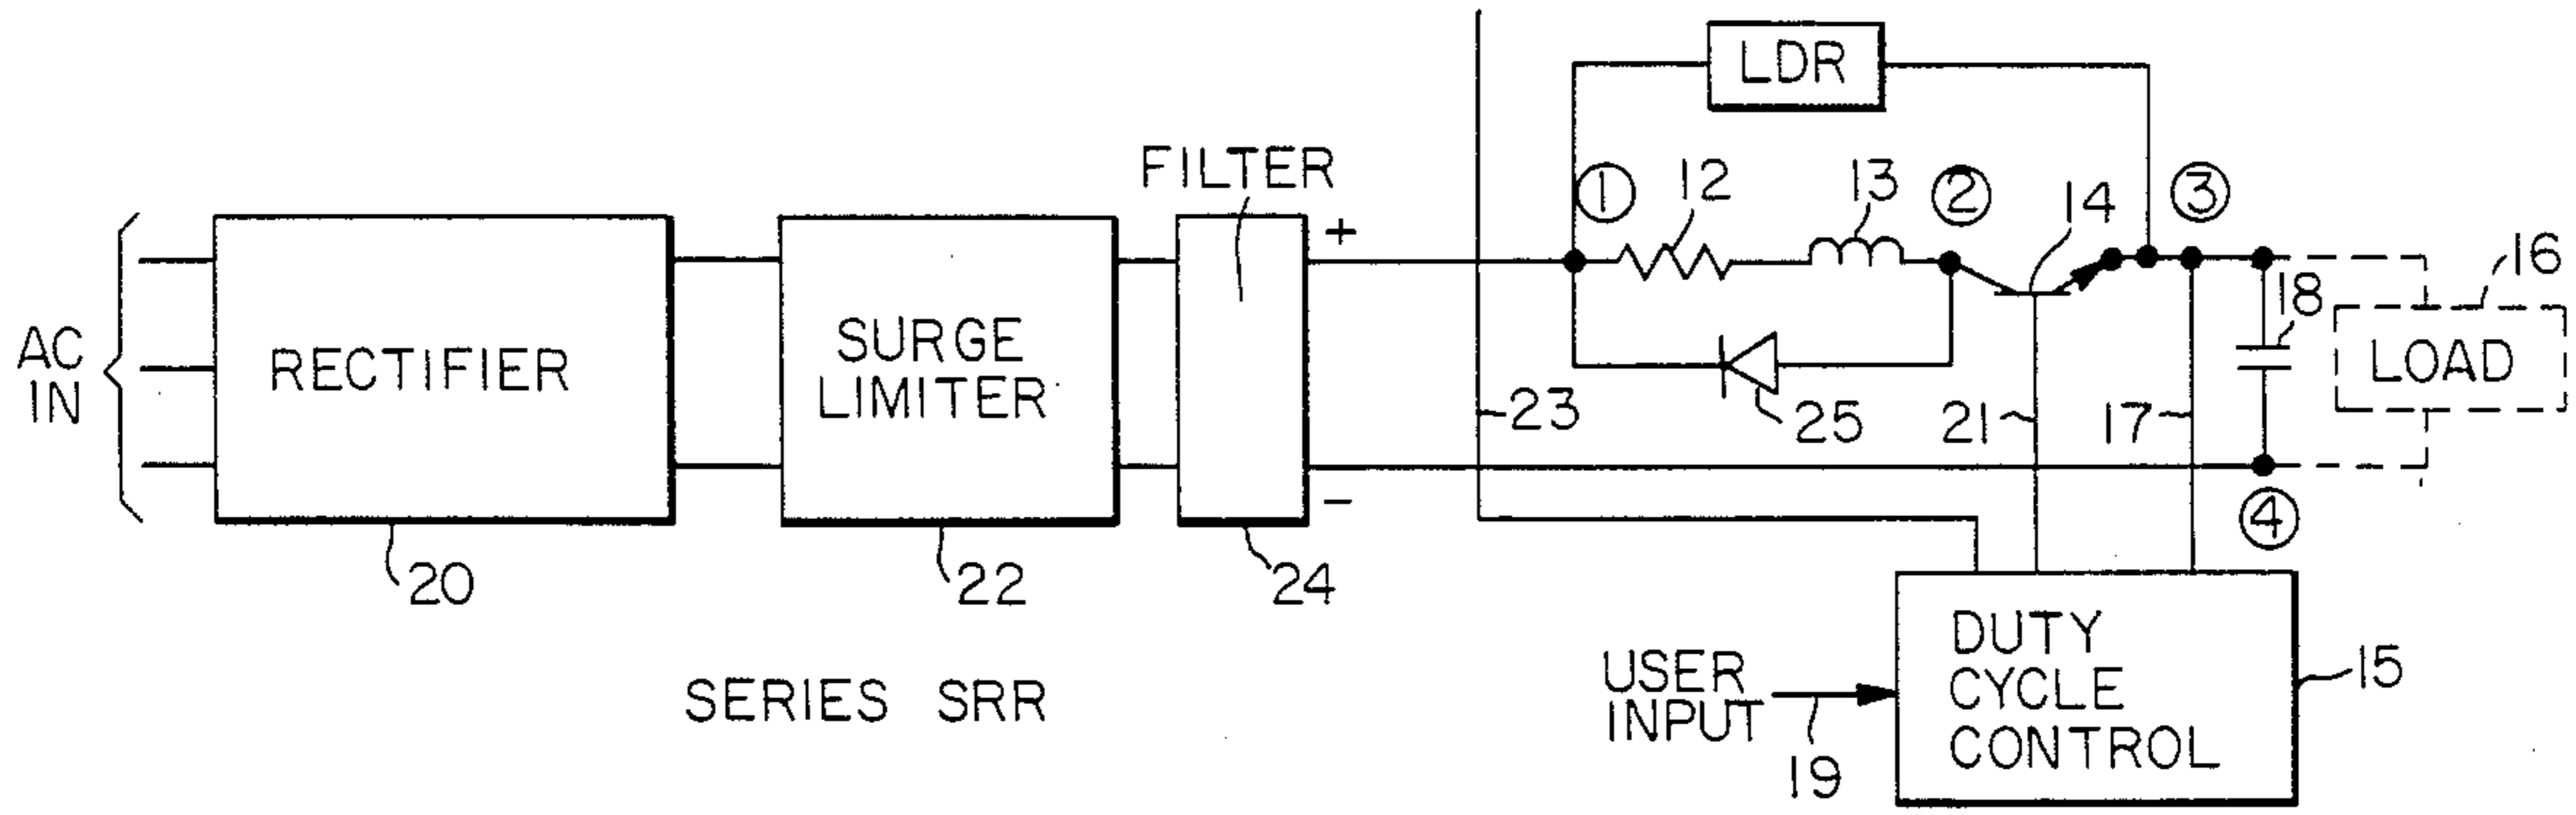 LDR
FILTER
1
12
13
2
14
3
+
16
18
AC
IN
RECTIFIER
SURGE
LIMITER
LOAD
23
25
21
17
-
4
20
22
24
DUTY
CYCLE
CONTROL
15
USER
INPUT
19
SERIES SRR